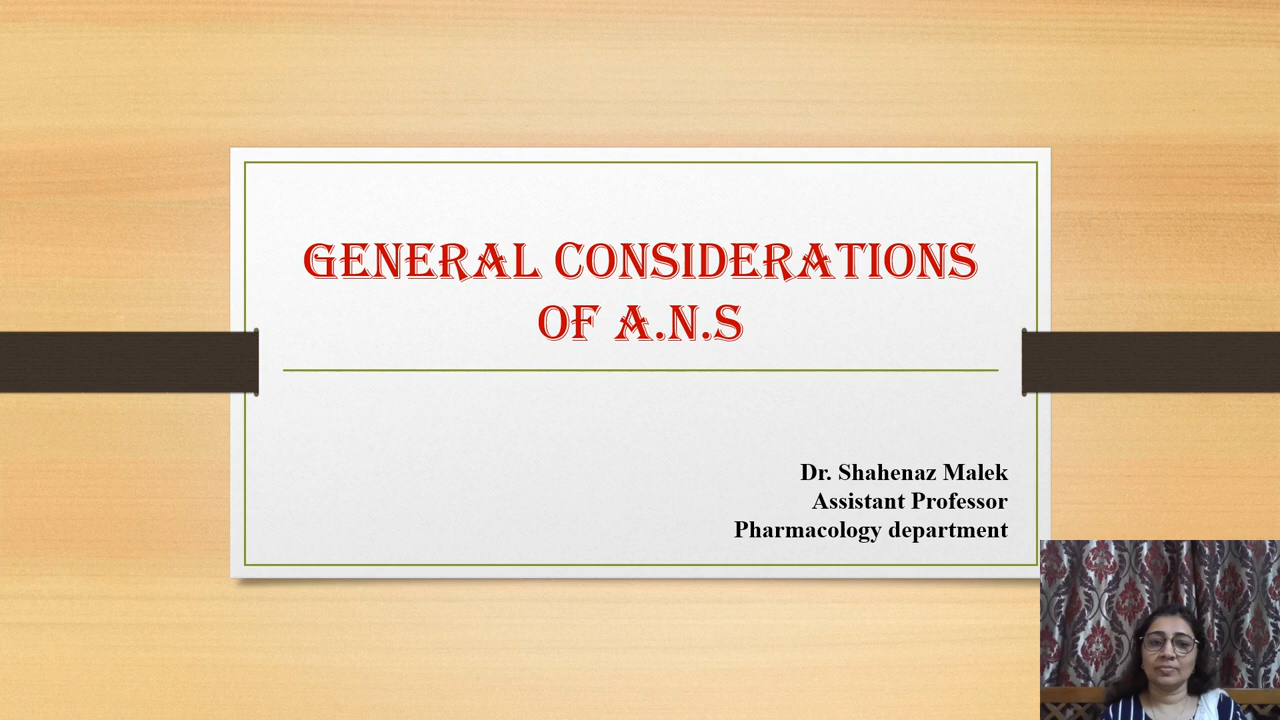 GENERAL CONSIDERATIONS
OF A.N.S
Dr. Shahenaz Malek
Assistant Professor
Pharmacology department